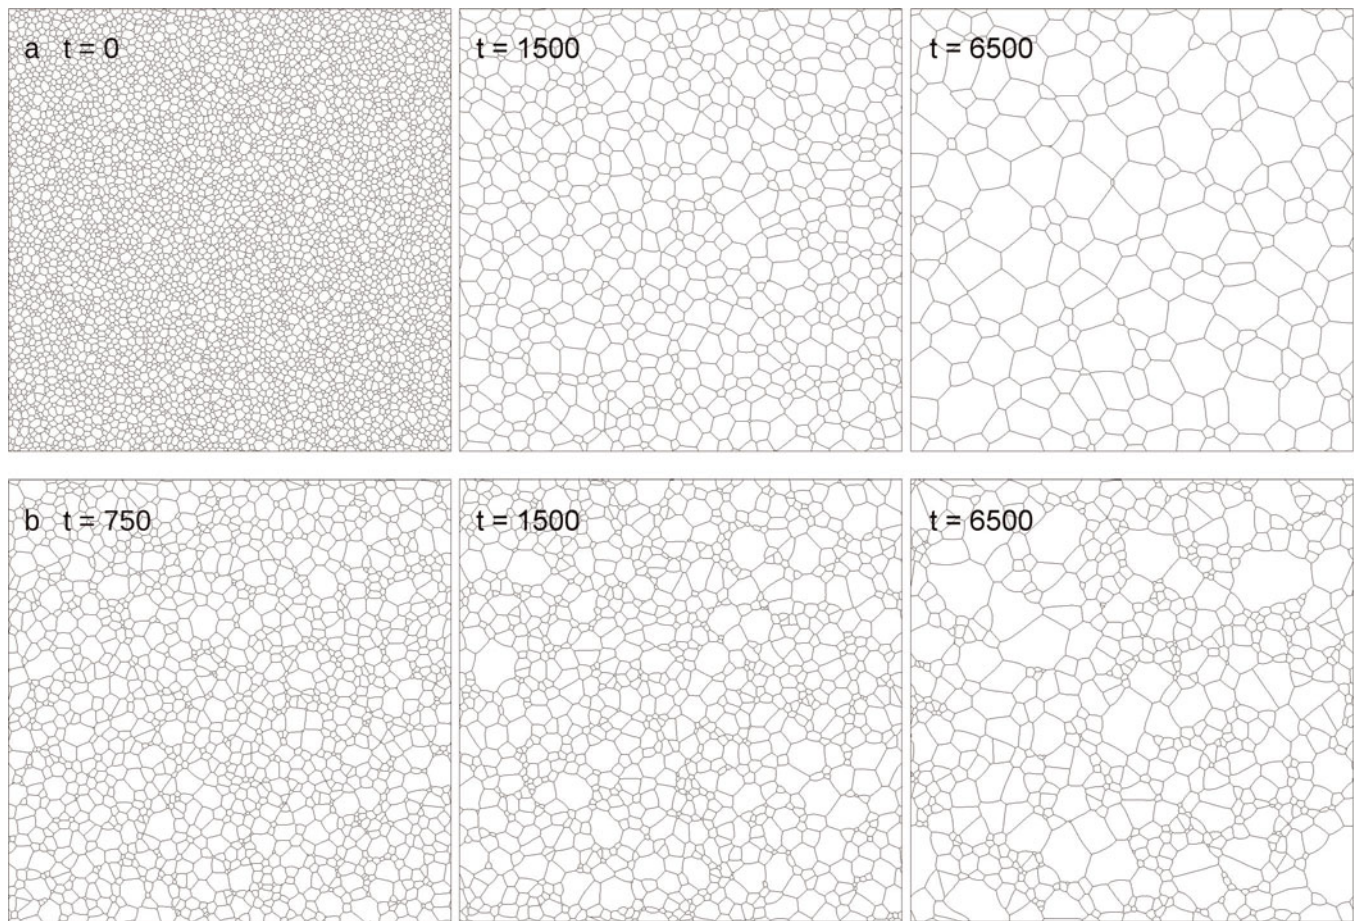 a t = 0
t = 1500
t = 6500
b t = 750
t = 1500
t = 6500